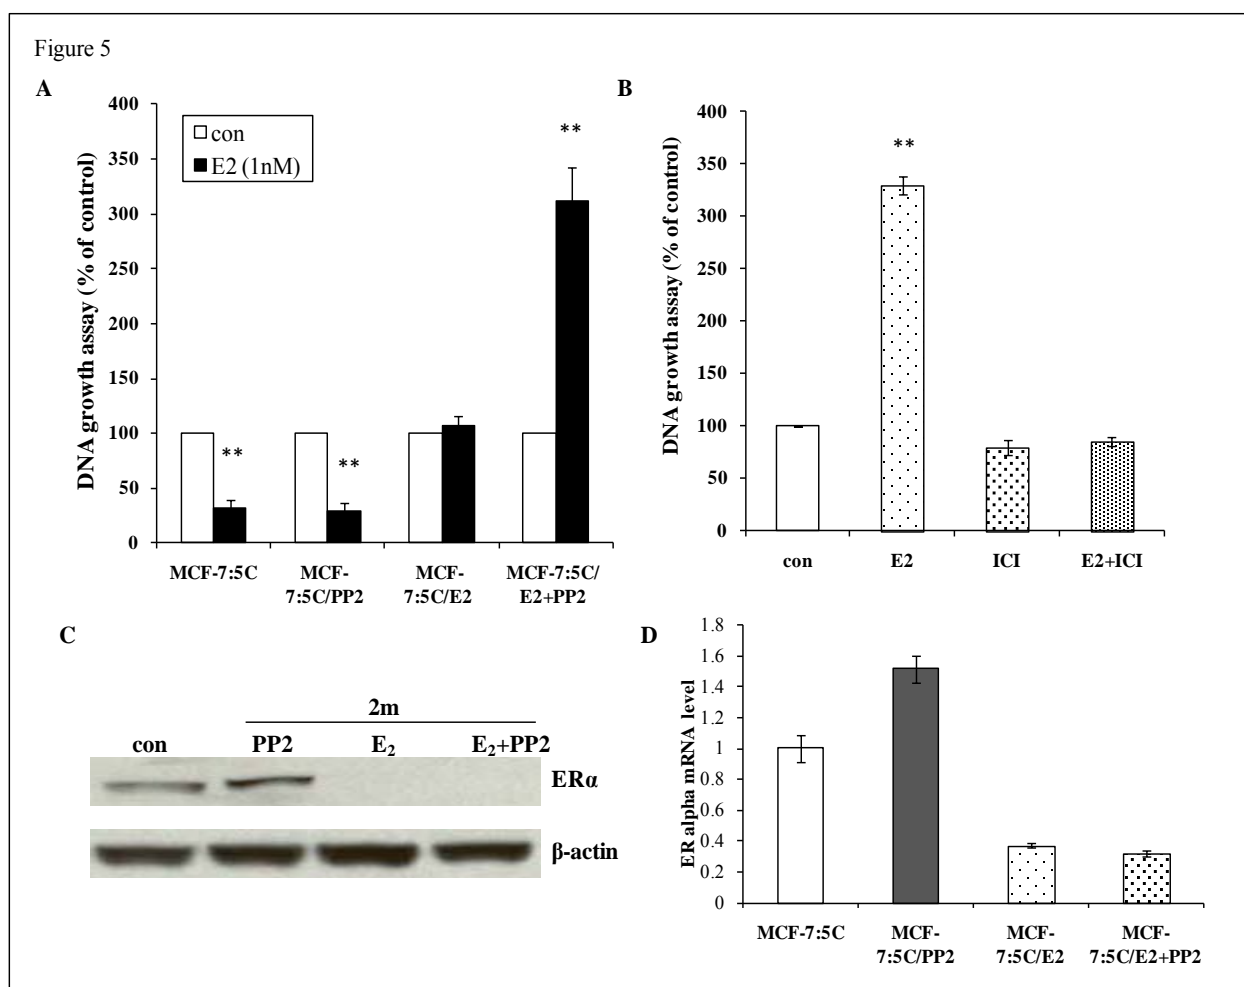 Figure 5
A
DNA growth assay (% of control)
400
350
300
250
200
150
100
50
0
con
E2 (1nM)
**
**
**
MCF-7:5C
MCF-
7:5C/PP2
MCF-
7:5C/E2
MCF-7:5C/
E2+PP2
B
DNA growth assay (% of control)
400
350
300
250
200
150
100
50
0
**
con
E2
ICI
E2+ICI
C
2m
con
PP2
E₂
E₂+PP2
ERα
β-actin
D
ER alpha mRNA level
1.8
1.6
1.4
1.2
1
0.8
0.6
0.4
0.2
0
MCF-7:5C
MCF-
7:5C/PP2
MCF-
7:5C/E2
MCF-
7:5C/E2+PP2